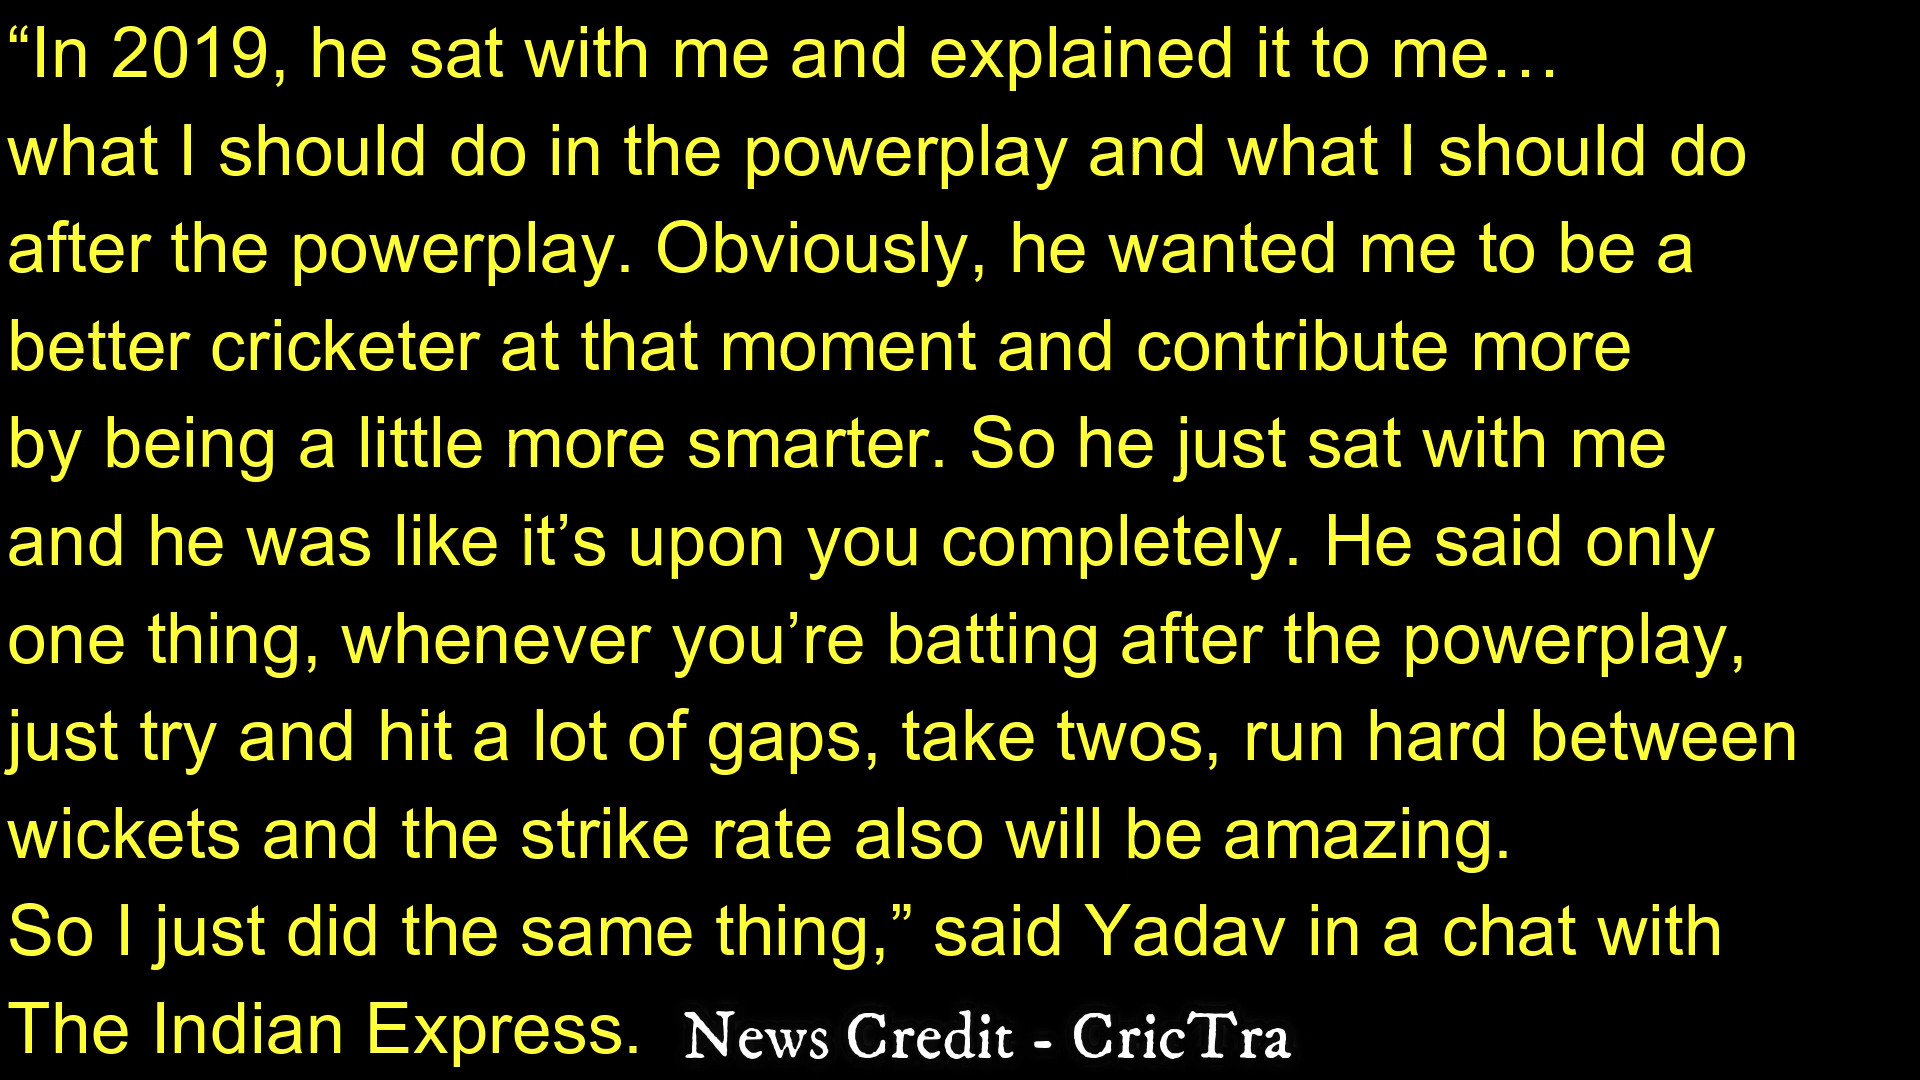 “In 2019, he sat with me and explained it to me…
what I should do in the powerplay and what I should do
after the powerplay. Obviously, he wanted me to be a
better cricketer at that moment and contribute more
by being a little more smarter. So he just sat with me
and he was like it’s upon you completely. He said only
one thing, whenever you’re batting after the powerplay,
just try and hit a lot of gaps, take twos, run hard between
wickets and the strike rate also will be amazing.
So I just did the same thing,” said Yadav in a chat with
The Indian Express. News Credit - CricTra